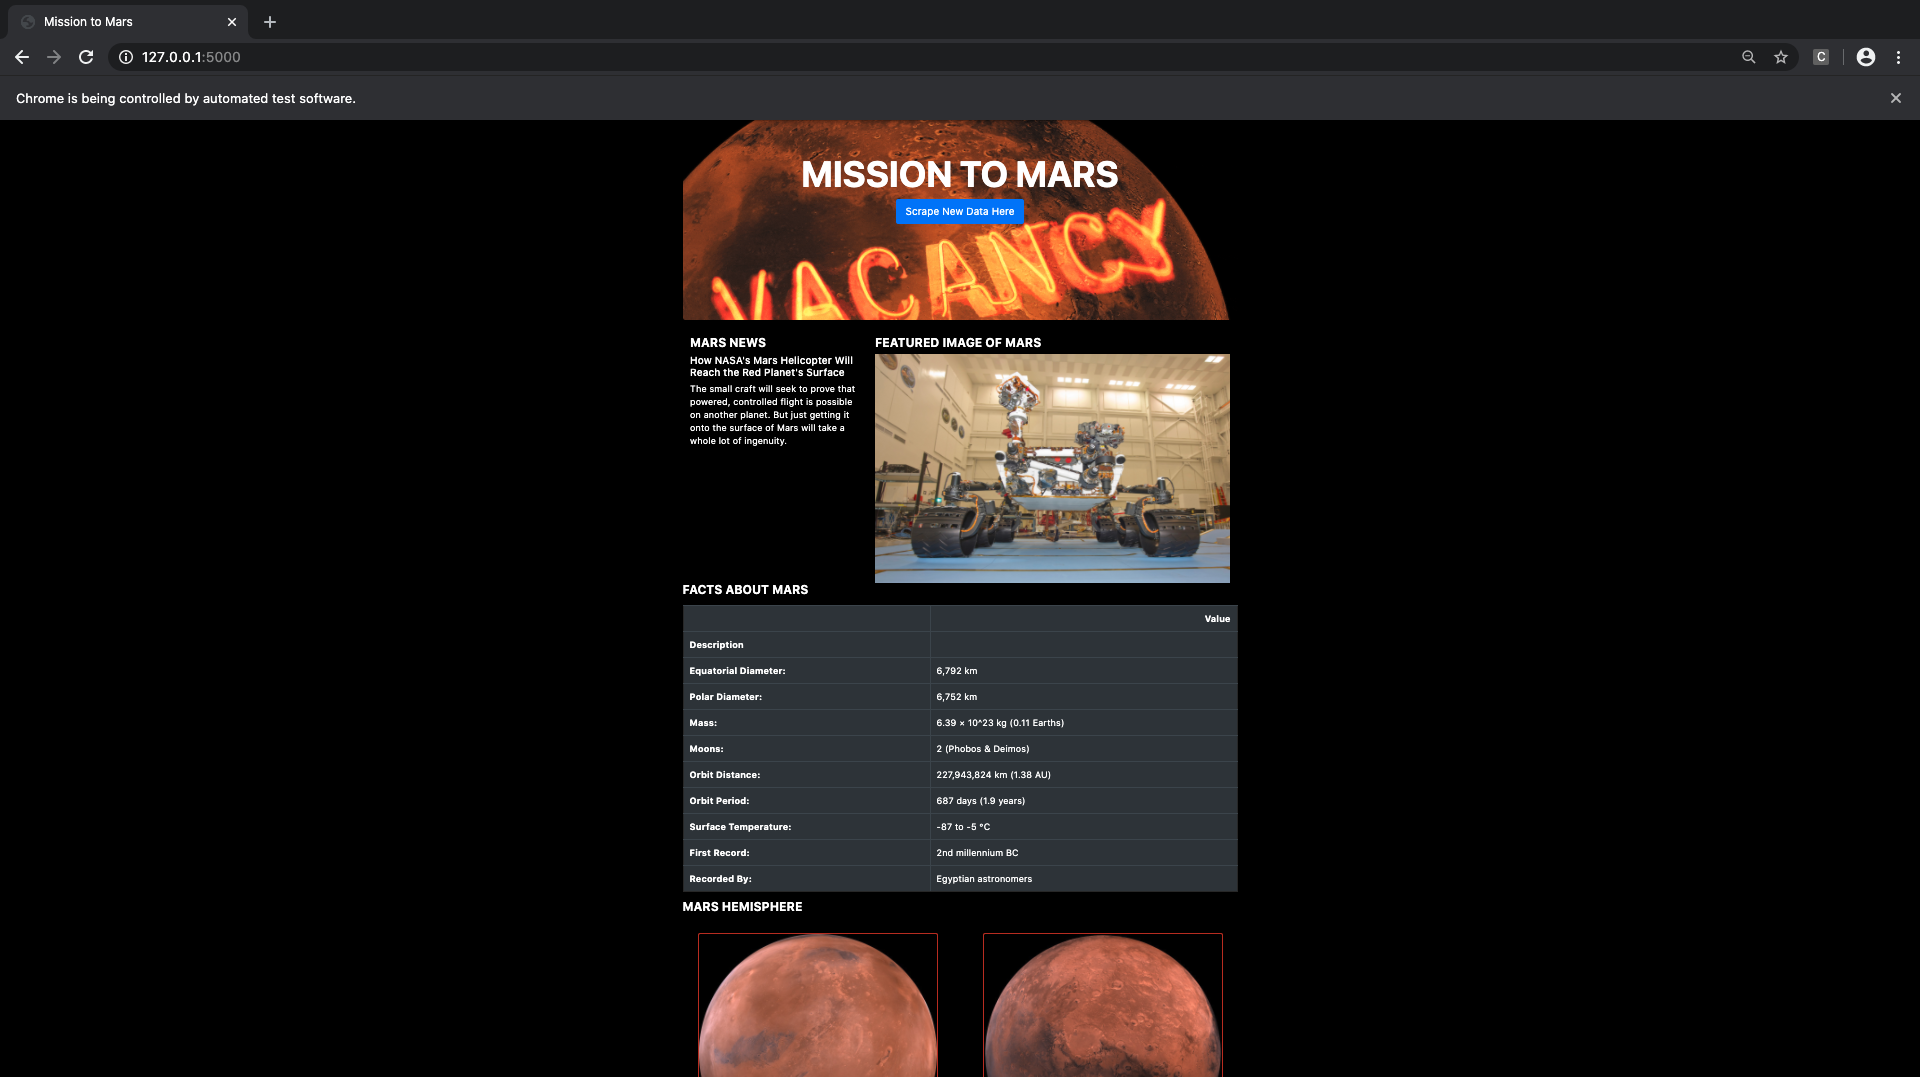 Mission to Mars
127.0.0.1:5000
C
Chrome is being controlled by automated test software.
MISSION TO MARS
Scrape New Data Here
VACANCY
MARS NEWS
How NASA's Mars Helicopter Will
Reach the Red Planet's Surface
The small craft will seek to prove that
powered, controlled flight is possible
on another planet. But just getting it
onto the surface of Mars will take a
whole lot of ingenuity.
FEATURED IMAGE OF MARS
FACTS ABOUT MARS
Value
Description
Equatorial Diameter: 6,792 km
Polar Diameter: 6,752 km
Mass: 6.39 × 10^23 kg (0.11 Earths)
Moons: 2 (Phobos & Deimos)
Orbit Distance: 227,943,824 km (1.38 AU)
Orbit Period: 687 days (1.9 years)
Surface Temperature: -87 to -5 °C
First Record: 2nd millennium BC
Recorded By: Egyptian astronomers
MARS HEMISPHERE